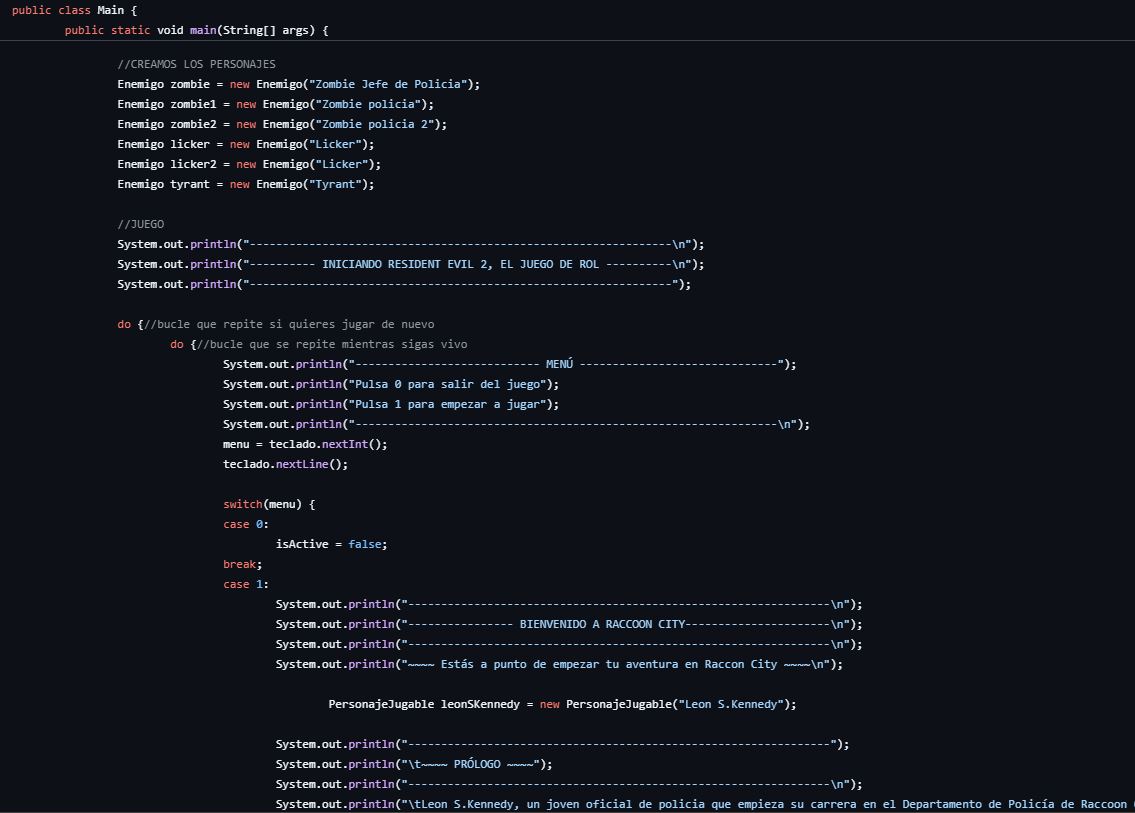 public class Main {
public static void main(String[] args) {
//CREAMOS LOS PERSONAJES
Enemigo zombie = new Enemigo("Zombie Jefe de Policia");
Enemigo zombie1 = new Enemigo("Zombie policia");
Enemigo zombie2 = new Enemigo("Zombie policia 2");
Enemigo licker = new Enemigo("Licker");
Enemigo licker2 = new Enemigo("Licker");
Enemigo tyrant = new Enemigo("Tyrant");
//JUEGO
System.out.println("----------------------------------------------------------------\n");
System.out.println("---------- INICIANDO RESIDENT EVIL 2, EL JUEGO DE ROL ----------\n");
System.out.println("----------------------------------------------------------------");
do {//bucle que repite si quieres jugar de nuevo
do {//bucle que se repite mientras sigas vivo
System.out.println("---------------------------- MENÚ ------------------------------");
System.out.println("Pulsa 0 para salir del juego");
System.out.println("Pulsa 1 para empezar a jugar");
System.out.println("----------------------------------------------------------------\n");
menu = teclado.nextInt();
teclado.nextLine();
switch(menu) {
case 0:
isActive = false;
break;
case 1:
System.out.println("----------------------------------------------------------------\n");
System.out.println("---------------- BIENVENIDO A RACCOON CITY----------------------\n");
System.out.println("----------------------------------------------------------------\n");
System.out.println("~~~~ Estás a punto de empezar tu aventura en Raccon City ~~~~\n");
PersonajeJugable leonSKennedy = new PersonajeJugable("Leon S.Kennedy");
System.out.println("----------------------------------------------------------------");
System.out.println("\t~~~~ PRÓLOGO ~~~~");
System.out.println("----------------------------------------------------------------\n");
System.out.println("\tLeon S.Kennedy, un joven oficial de policia que empieza su carrera en el Departamento de Policía de Raccoon